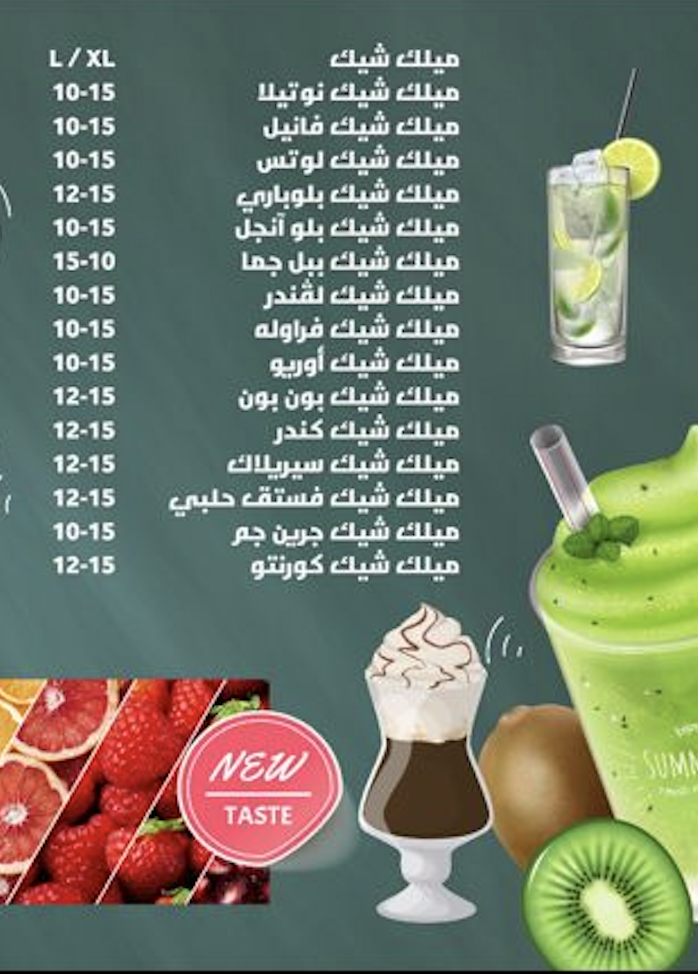 ميلك شيك L / XL
ميلك شيك نوتيلا 10-15
ميلك شيك فانيل 10-15
ميلك شيك لوتس 10-15
ميلك شيك بلوباري 12-15
ميلك شيك بلو آنجل 10-15
ميلك شيك ببل جما 15-10
ميلك شيك لڤندر 10-15
ميلك شيك فراوله 10-15
ميلك شيك أوريو 10-15
ميلك شيك بون بون 12-15
ميلك شيك كندر 12-15
ميلك شيك سيريلاك 12-15
ميلك شيك فستق حلبي 12-15
ميلك شيك جرين جم 10-15
ميلك شيك كورنتو 12-15
NEW
TASTE